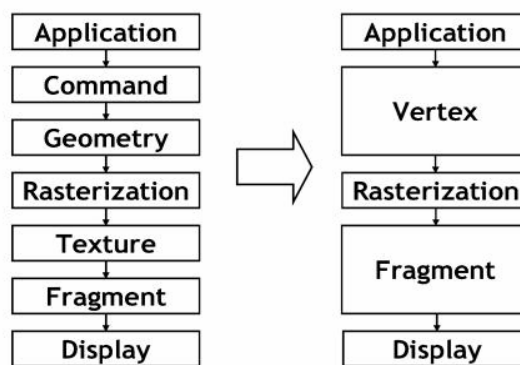 Application
Command
Geometry
Rasterization
Texture
Fragment
Display
Application
Vertex
Rasterization
Fragment
Display